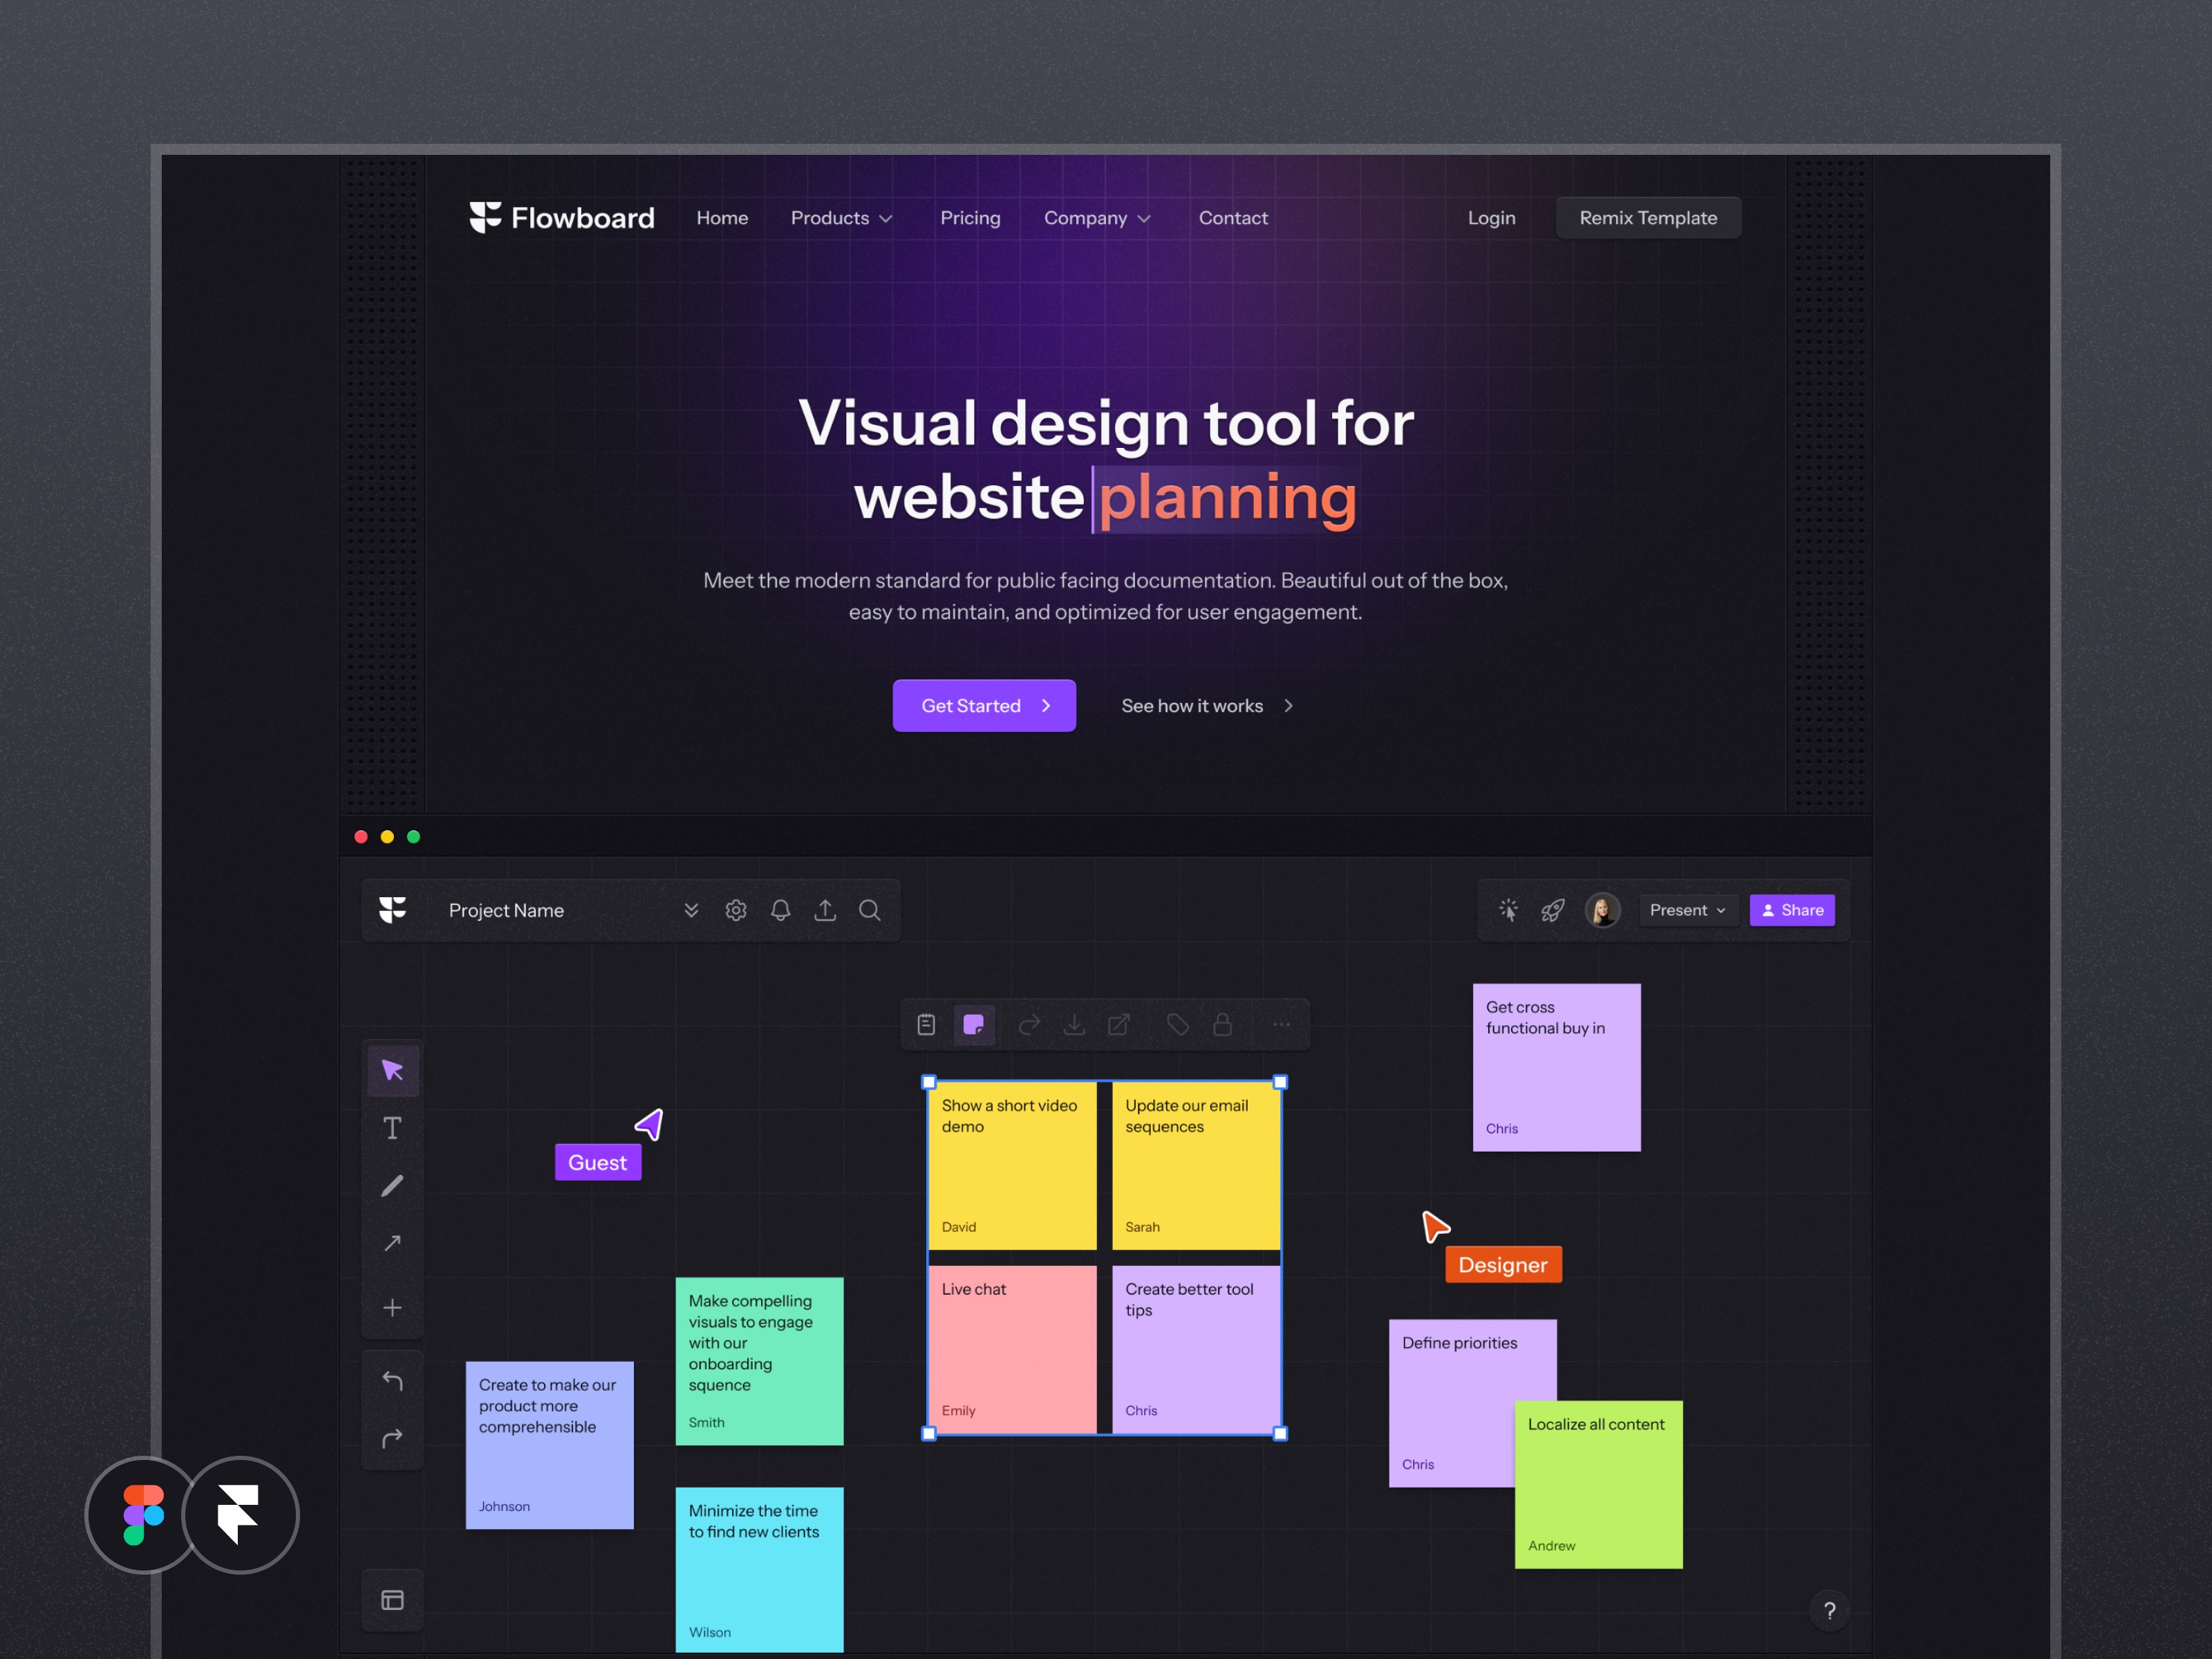 Flowboard
Home
Products
Pricing
Company
Contact
Login
Remix Template
Visual design tool for
website planning
Meet the modern standard for public facing documentation. Beautiful out of the box,
easy to maintain, and optimized for user engagement.
Get Started
See how it works
Project Name
Present
Share
Get cross
functional buy in
Chris
Guest
Show a short video
demo
David
Update our email
sequences
Sarah
Designer
Live chat
Emily
Create better tool
tips
Chris
Make compelling
visuals to engage
with our
onboarding
squence
Smith
Define priorities
Chris
Create to make our
product more
comprehensible
Johnson
Localize all content
Andrew
Minimize the time
to find new clients
Wilson
?